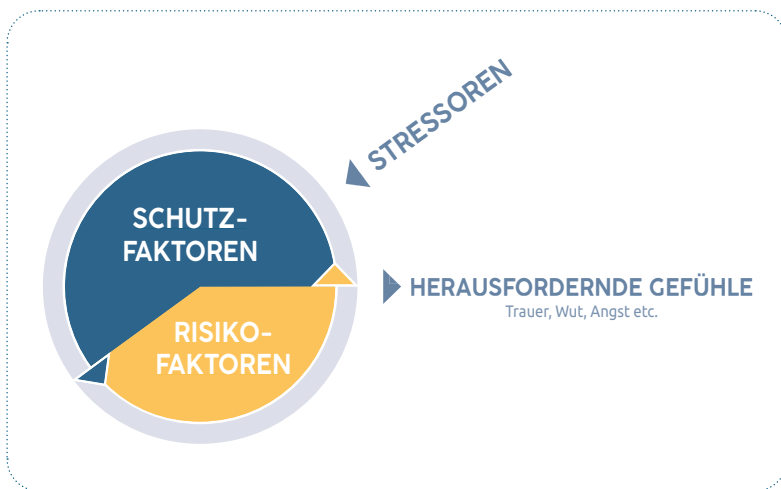 STRESSOREN
SCHUTZ-
FAKTOREN
HERAUSFORDERNDE GEFÜHLE
Trauer, Wut, Angst etc.
RISIKO-
FAKTOREN